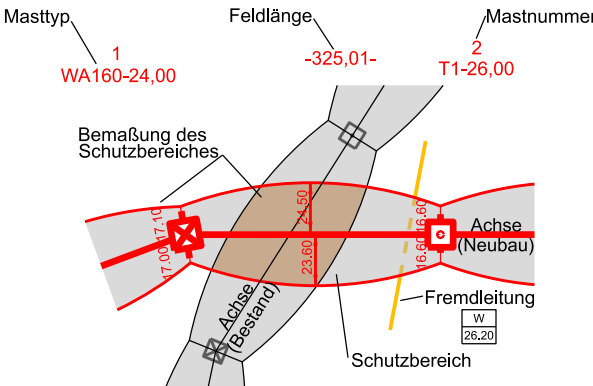 Masttyp
Feldlänge
Mastnummer
1
WA160-24,00
-325,01-
2
T1-26,00
Bemaßung des
Schutzbereiches
17.10
17.00
24.50
23.60
16.60
16.60
Achse
(Neubau)
Achse
(Bestand)
Fremdleitung
W
26.20
Schutzbereich